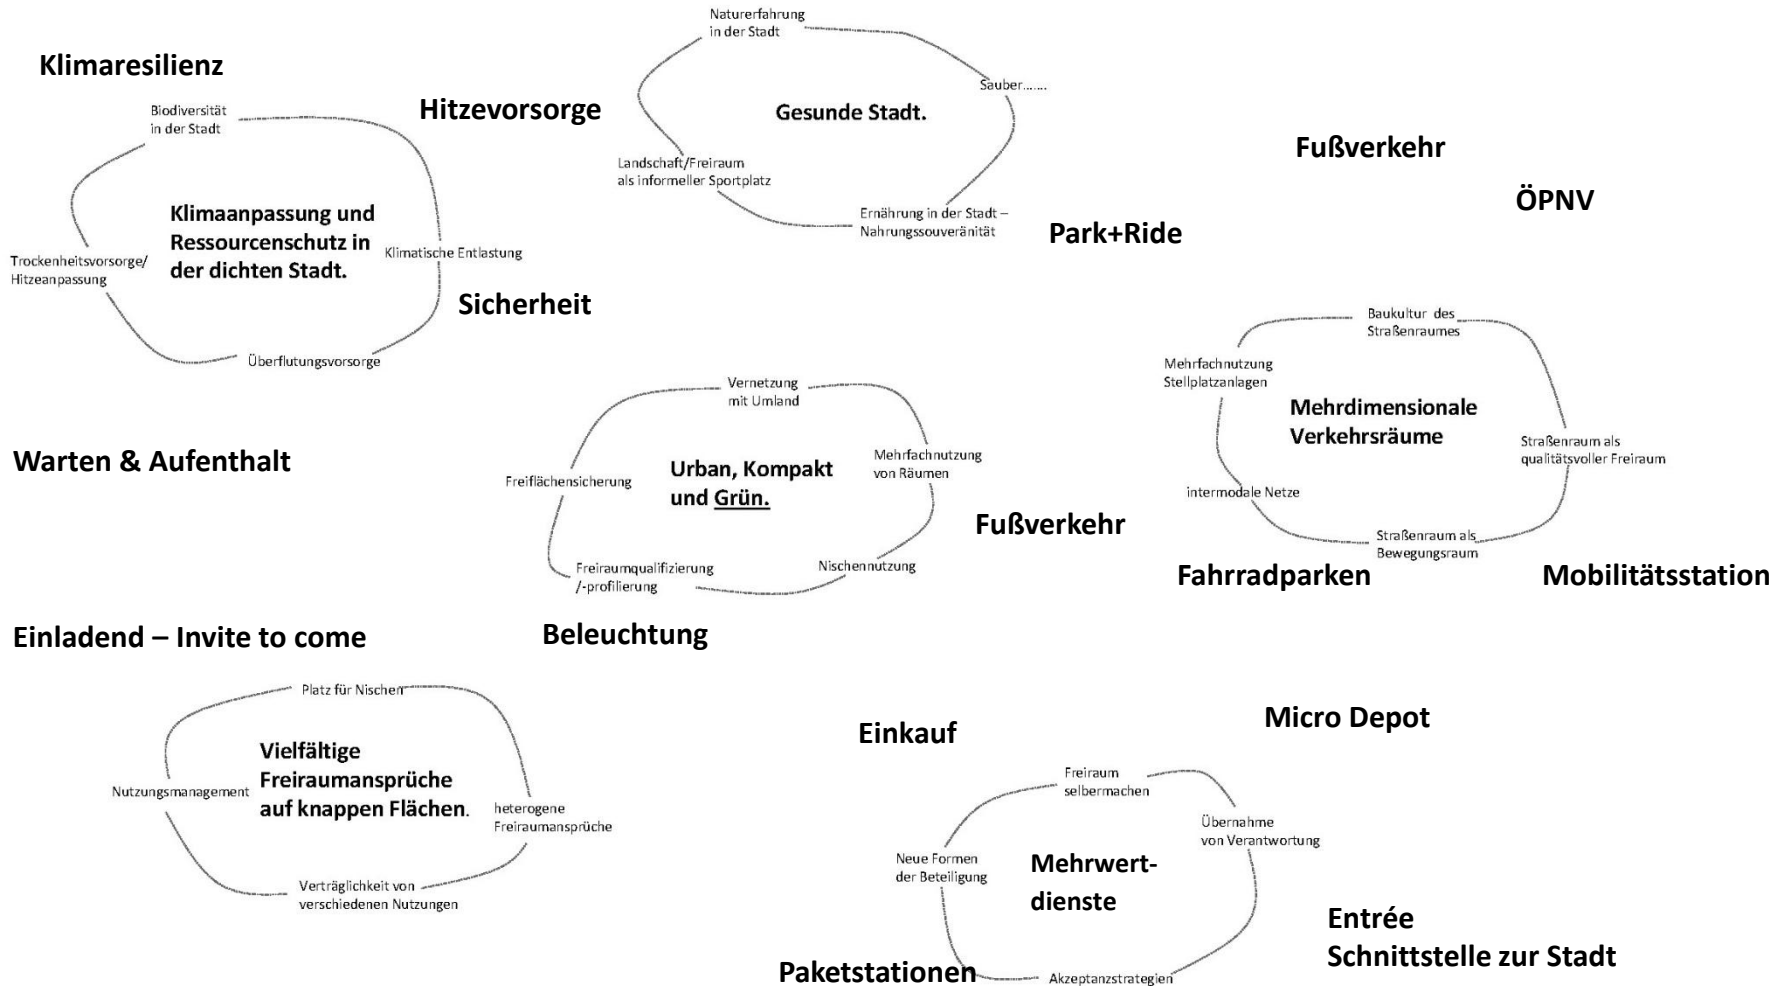 Klimaresilienz
Biodiversität
in der Stadt
Klimaanpassung und
Ressourcenschutz in
der dichten Stadt.
Trockenheitsvorsorge/
Hitzeanpassung
Klimatische Entlastung
Überflutungsvorsorge
Hitzevorsorge
Naturerfahrung
in der Stadt
Sauber.......
Gesunde Stadt.
Landschaft/Freiraum
als informeller Sportplatz
Ernährung in der Stadt –
Nahrungssouveränität
Fußverkehr
ÖPNV
Park+Ride
Sicherheit
Baukultur des
Straßenraumes
Mehrfachnutzung
Stellplatzanlagen
Mehrdimensionale
Verkehrsräume
Straßenraum als
qualitätsvoller Freiraum
intermodale Netze
Straßenraum als
Bewegungsraum
Warten & Aufenthalt
Vernetzung
mit Umland
Mehrfachnutzung
von Räumen
Urban, Kompakt
und Grün.
Freiflächensicherung
Freiraumqualifizierung
/-profilierung
Nischennutzung
Fußverkehr
Fahrradparken
Mobilitätsstation
Einladend – Invite to come
Beleuchtung
Platz für Nischen
Vielfältige
Freiraumansprüche
auf knappen Flächen.
Nutzungsmanagement
heterogene
Freiraumansprüche
Verträglichkeit von
verschiedenen Nutzungen
Einkauf
Micro Depot
Freiraum
selbermachen
Übernahme
von Verantwortung
Neue Formen
der Beteiligung
Mehrwert-
dienste
Akzeptanzstrategien
Paketstationen
Entrée
Schnittstelle zur Stadt